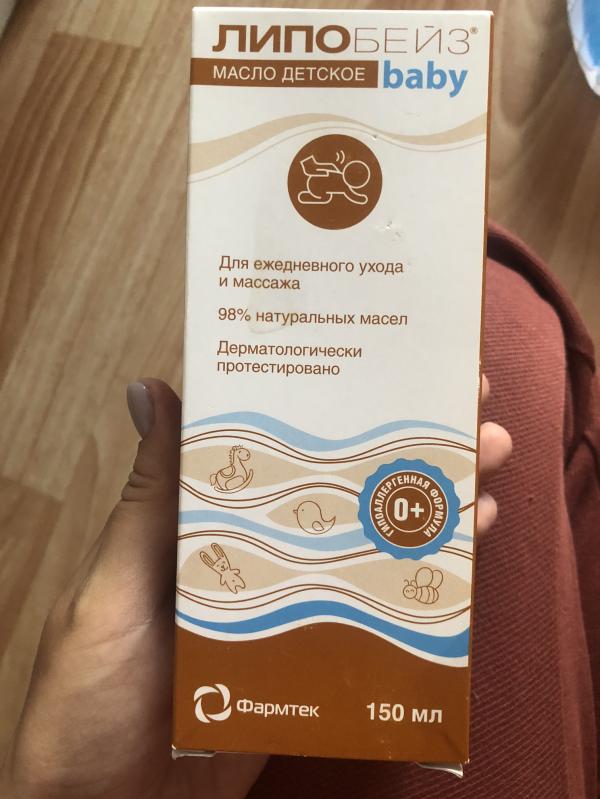 ЛИПОБЕЙЗ®
МАСЛО ДЕТСКОЕ baby
Для ежедневного ухода
и массажа
98% натуральных масел
Дерматологически
протестировано
ГИПОАЛЛЕРГЕННАЯ ФОРМУЛА
0+
Фармтек
150 мл